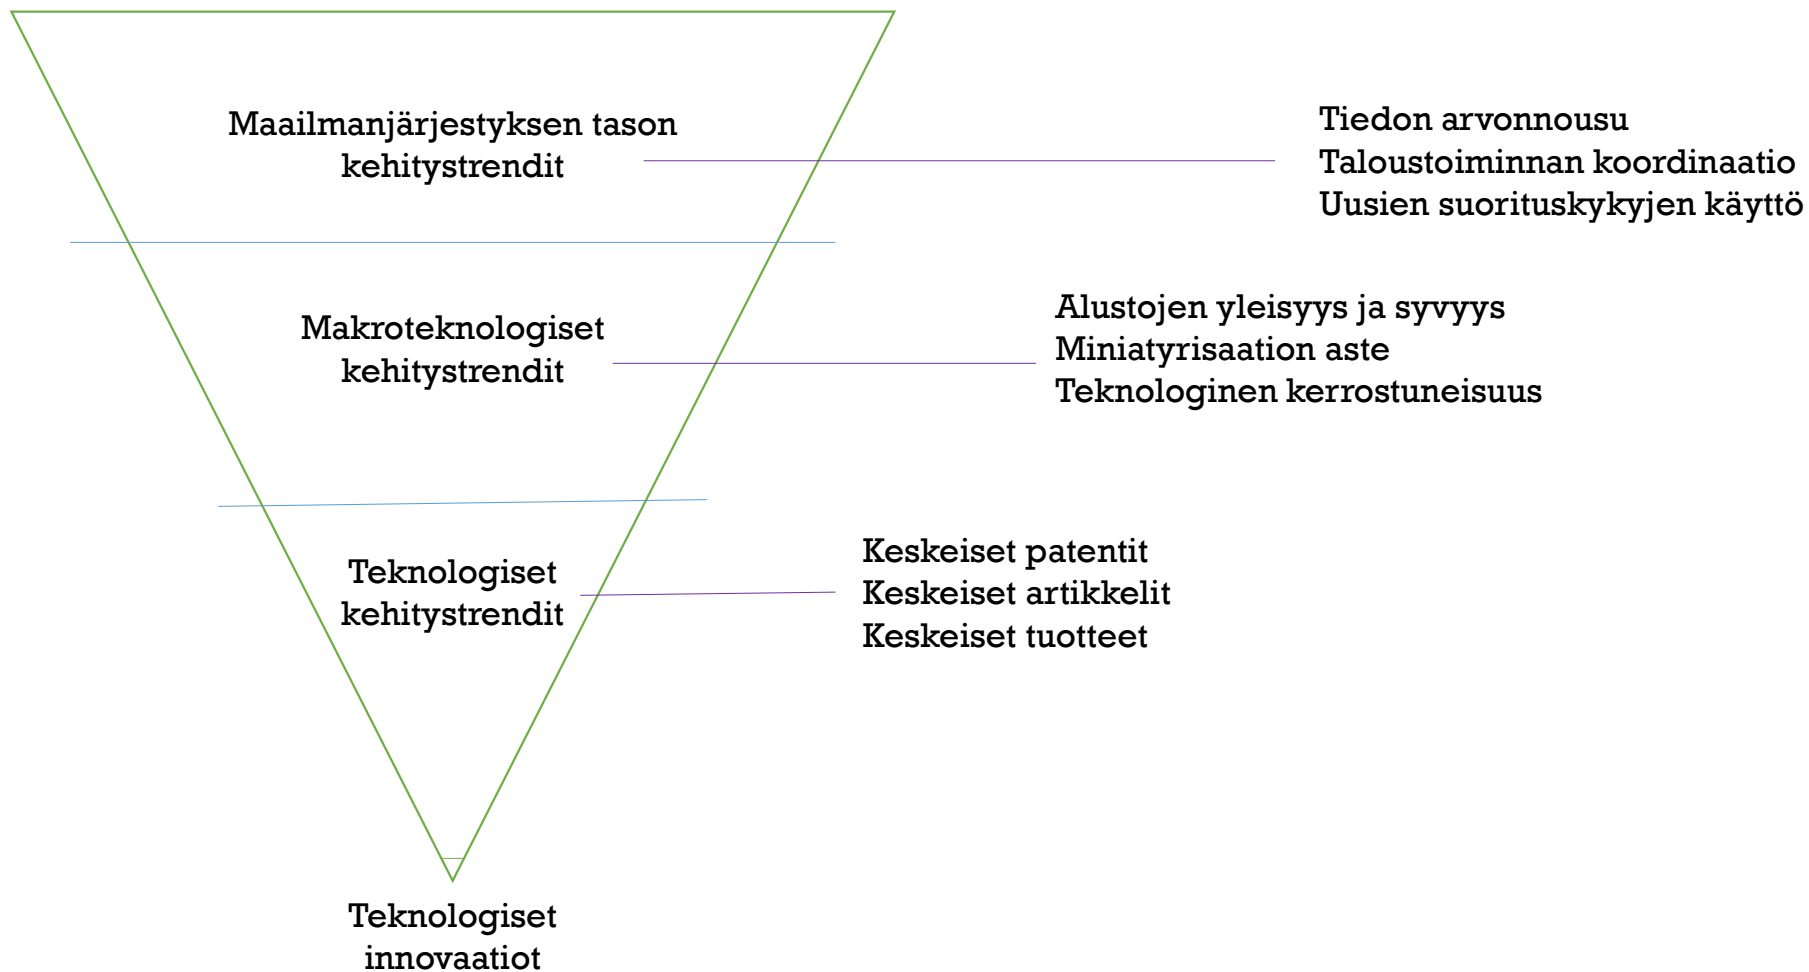 Maailmanjärjestyksen tason
kehitystrendit
Tiedon arvonnousu
Taloustoiminnan koordinaatio
Uusien suorituskykyjen käyttö
Makroteknologiset
kehitystrendit
Alustojen yleisyys ja syvyys
Miniatyrisaation aste
Teknologinen kerrostuneisuus
Teknologiset
kehitystrendit
Keskeiset patentit
Keskeiset artikkelit
Keskeiset tuotteet
Teknologiset
innovaatiot